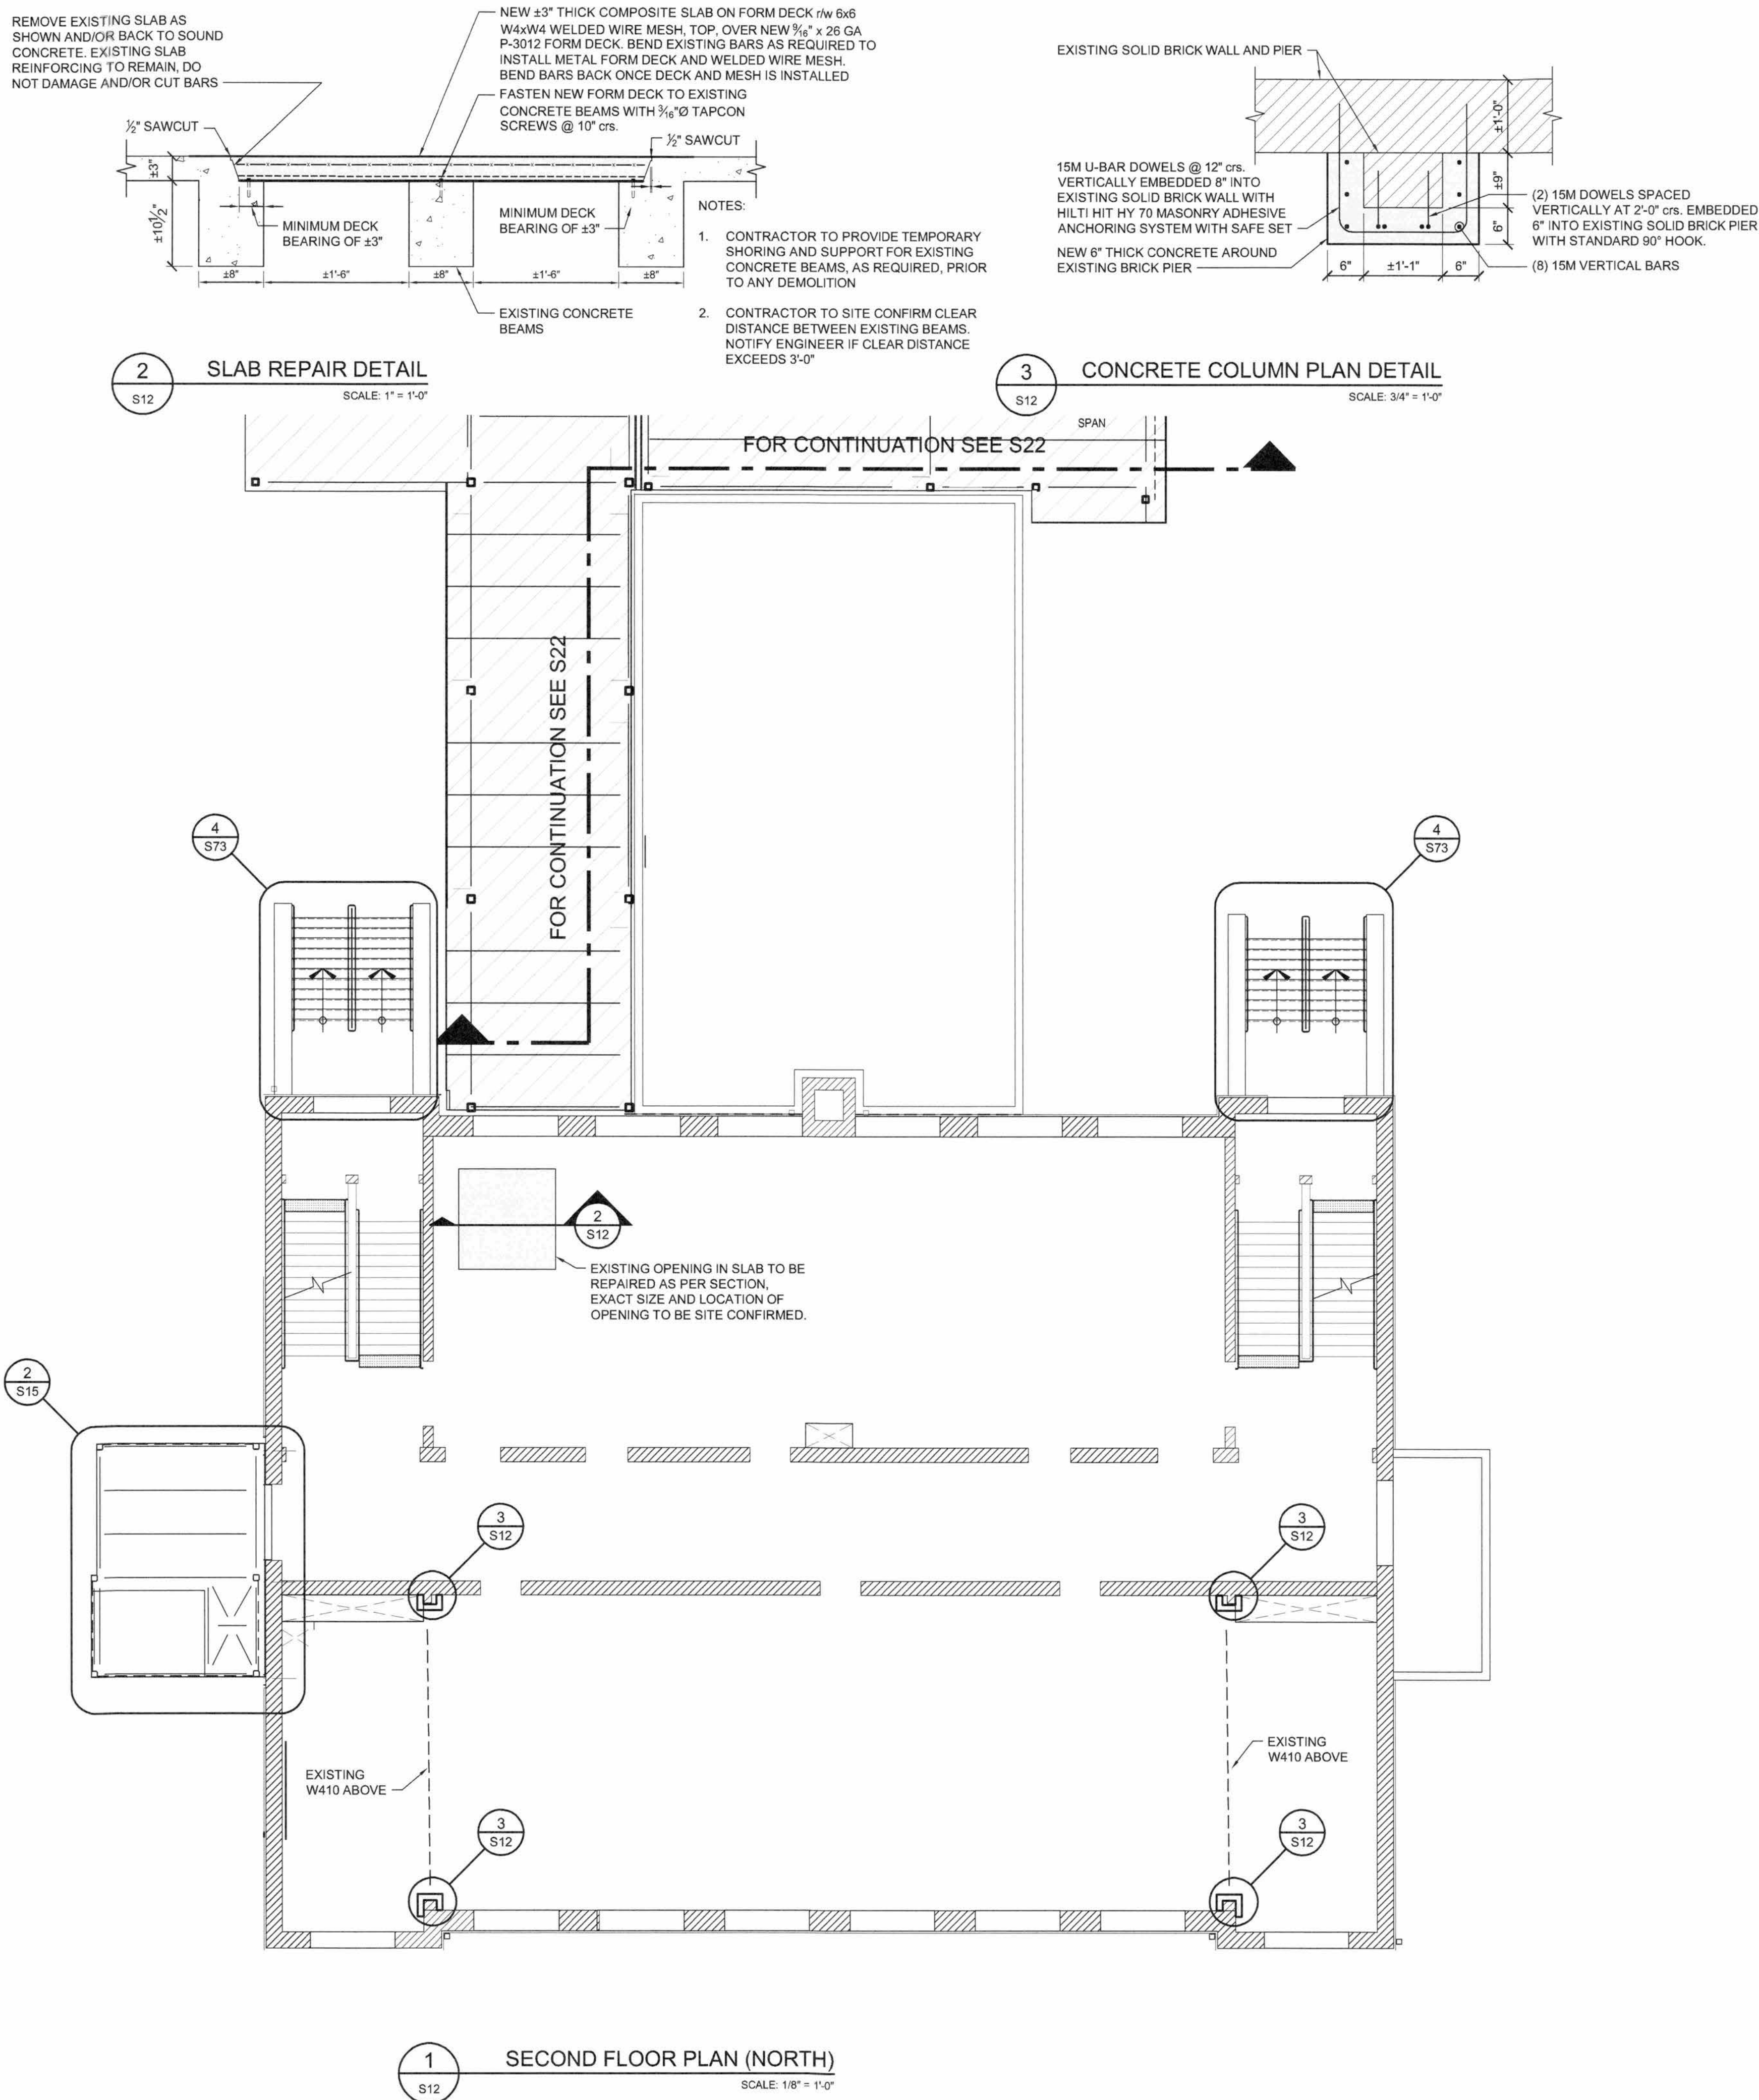 REMOVE EXISTING SLAB AS
SHOWN AND/OR BACK TO SOUND
CONCRETE. EXISTING SLAB
REINFORCING TO REMAIN, DO
NOT DAMAGE AND/OR CUT BARS
½" SAWCUT
NEW ±3" THICK COMPOSITE SLAB ON FORM DECK r/w 6x6
W4xW4 WELDED WIRE MESH, TOP, OVER NEW 9/16" x 26 GA
P-3012 FORM DECK. BEND EXISTING BARS AS REQUIRED TO
INSTALL METAL FORM DECK AND WELDED WIRE MESH.
BEND BARS BACK ONCE DECK AND MESH IS INSTALLED
FASTEN NEW FORM DECK TO EXISTING
CONCRETE BEAMS WITH 3/16"Ø TAPCON
SCREWS @ 10" crs.
½" SAWCUT
±3"
±10½"
MINIMUM DECK
BEARING OF ±3"
MINIMUM DECK
BEARING OF ±3"
±8"
±1'-6"
±8"
±1'-6"
±8"
EXISTING CONCRETE
BEAMS
NOTES:
1. CONTRACTOR TO PROVIDE TEMPORARY
SHORING AND SUPPORT FOR EXISTING
CONCRETE BEAMS, AS REQUIRED, PRIOR
TO ANY DEMOLITION
2. CONTRACTOR TO SITE CONFIRM CLEAR
DISTANCE BETWEEN EXISTING BEAMS.
NOTIFY ENGINEER IF CLEAR DISTANCE
EXCEEDS 3'-0"
2
S12
SLAB REPAIR DETAIL
SCALE: 1" = 1'-0"
EXISTING SOLID BRICK WALL AND PIER
±1'-0"
15M U-BAR DOWELS @ 12" crs.
VERTICALLY EMBEDDED 8" INTO
EXISTING SOLID BRICK WALL WITH
HILTI HIT HY 70 MASONRY ADHESIVE
ANCHORING SYSTEM WITH SAFE SET
NEW 6" THICK CONCRETE AROUND
EXISTING BRICK PIER
±9"
6"
6"
±1'-1"
6"
(2) 15M DOWELS SPACED
VERTICALLY AT 2'-0" crs. EMBEDDED
6" INTO EXISTING SOLID BRICK PIER
WITH STANDARD 90° HOOK.
(8) 15M VERTICAL BARS
3
S12
CONCRETE COLUMN PLAN DETAIL
SCALE: 3/4" = 1'-0"
SPAN
FOR CONTINUATION SEE S22
FOR CONTINUATION SEE S22
4
S73
4
S73
2
S12
EXISTING OPENING IN SLAB TO BE
REPAIRED AS PER SECTION,
EXACT SIZE AND LOCATION OF
OPENING TO BE SITE CONFIRMED.
2
S15
3
S12
3
S12
EXISTING
W410 ABOVE
EXISTING
W410 ABOVE
3
S12
3
S12
1
S12
SECOND FLOOR PLAN (NORTH)
SCALE: 1/8" = 1'-0"